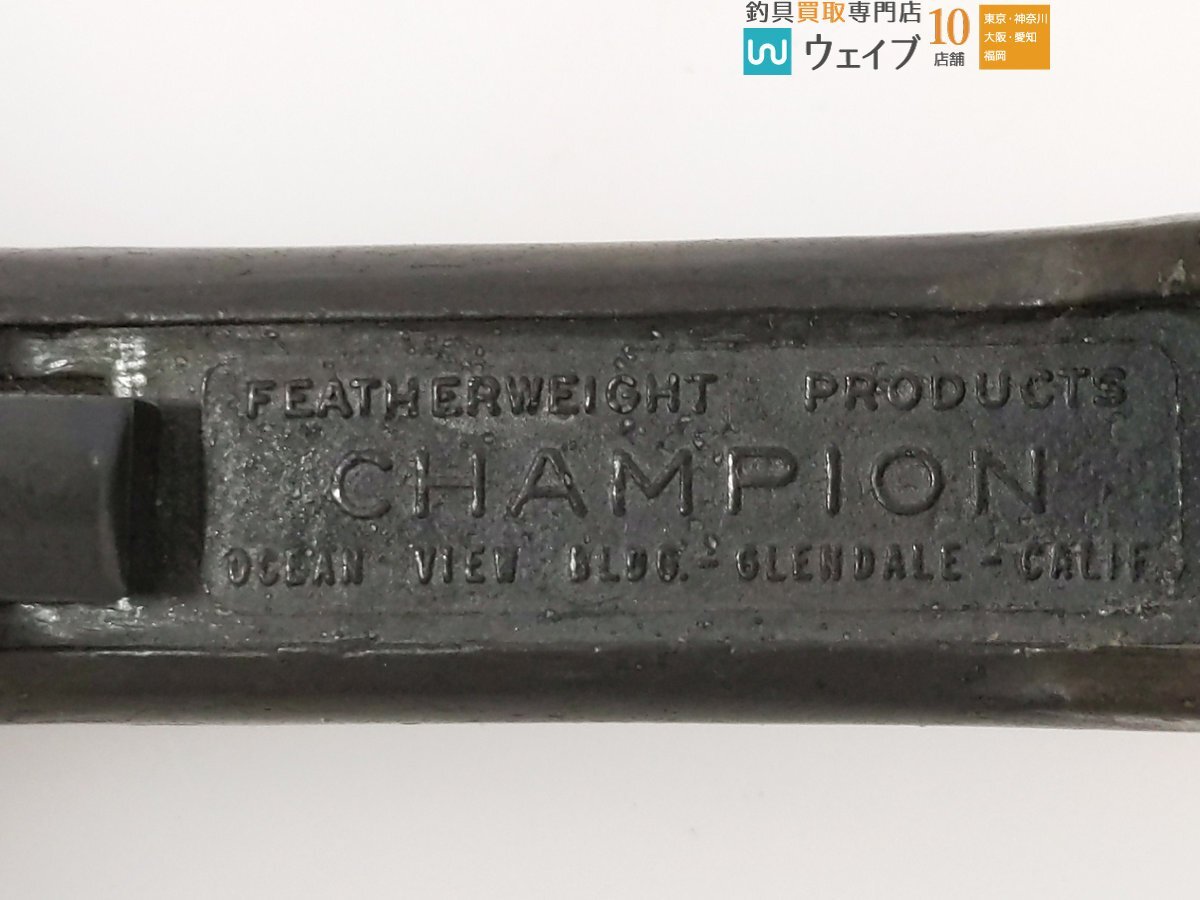 釣具買取専門店
ウェイブ
10
店舗
東京・神奈川
大阪・愛知
福岡
FEATHERWEIGHT PRODUCTS
CHAMPION
OCEAN VIEW BLDG.-GLENDALE-CALIF.